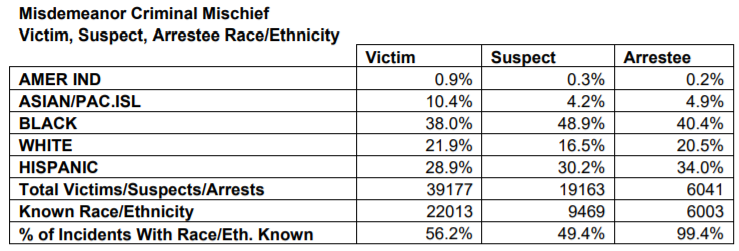 Misdemeanor Criminal Mischief
Victim, Suspect, Arrestee Race/Ethnicity
Victim Suspect Arrestee
AMER IND 0.9% 0.3% 0.2%
ASIAN/PAC.ISL 10.4% 4.2% 4.9%
BLACK 38.0% 48.9% 40.4%
WHITE 21.9% 16.5% 20.5%
HISPANIC 28.9% 30.2% 34.0%
Total Victims/Suspects/Arrests 39177 19163 6041
Known Race/Ethnicity 22013 9469 6003
% of Incidents With Race/Eth. Known 56.2% 49.4% 99.4%